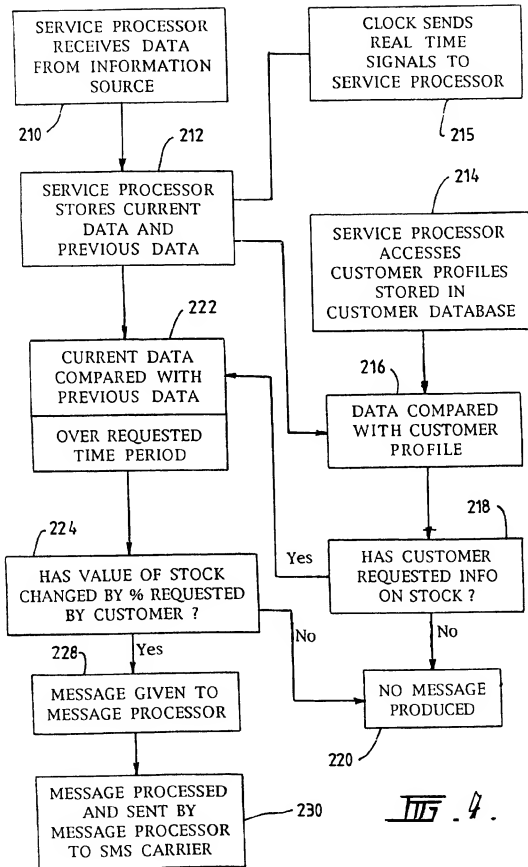 SERVICE PROCESSOR
RECEIVES DATA
FROM INFORMATION
SOURCE
210
CLOCK SENDS
REAL TIME
SIGNALS TO
SERVICE PROCESSOR
215
212
SERVICE PROCESSOR
STORES CURRENT
DATA AND
PREVIOUS DATA
214
SERVICE PROCESSOR
ACCESSES
CUSTOMER PROFILES
STORED IN
CUSTOMER DATABASE
222
CURRENT DATA
COMPARED WITH
PREVIOUS DATA
OVER REQUESTED
TIME PERIOD
216
DATA COMPARED
WITH CUSTOMER
PROFILE
224
HAS VALUE OF STOCK
CHANGED BY % REQUESTED
BY CUSTOMER ?
Yes
218
HAS CUSTOMER
REQUESTED INFO
ON STOCK ?
No
Yes
No
228
MESSAGE GIVEN TO
MESSAGE PROCESSOR
NO MESSAGE
PRODUCED
220
MESSAGE PROCESSED
AND SENT BY
MESSAGE PROCESSOR
TO SMS CARRIER
230
FIG. 4.